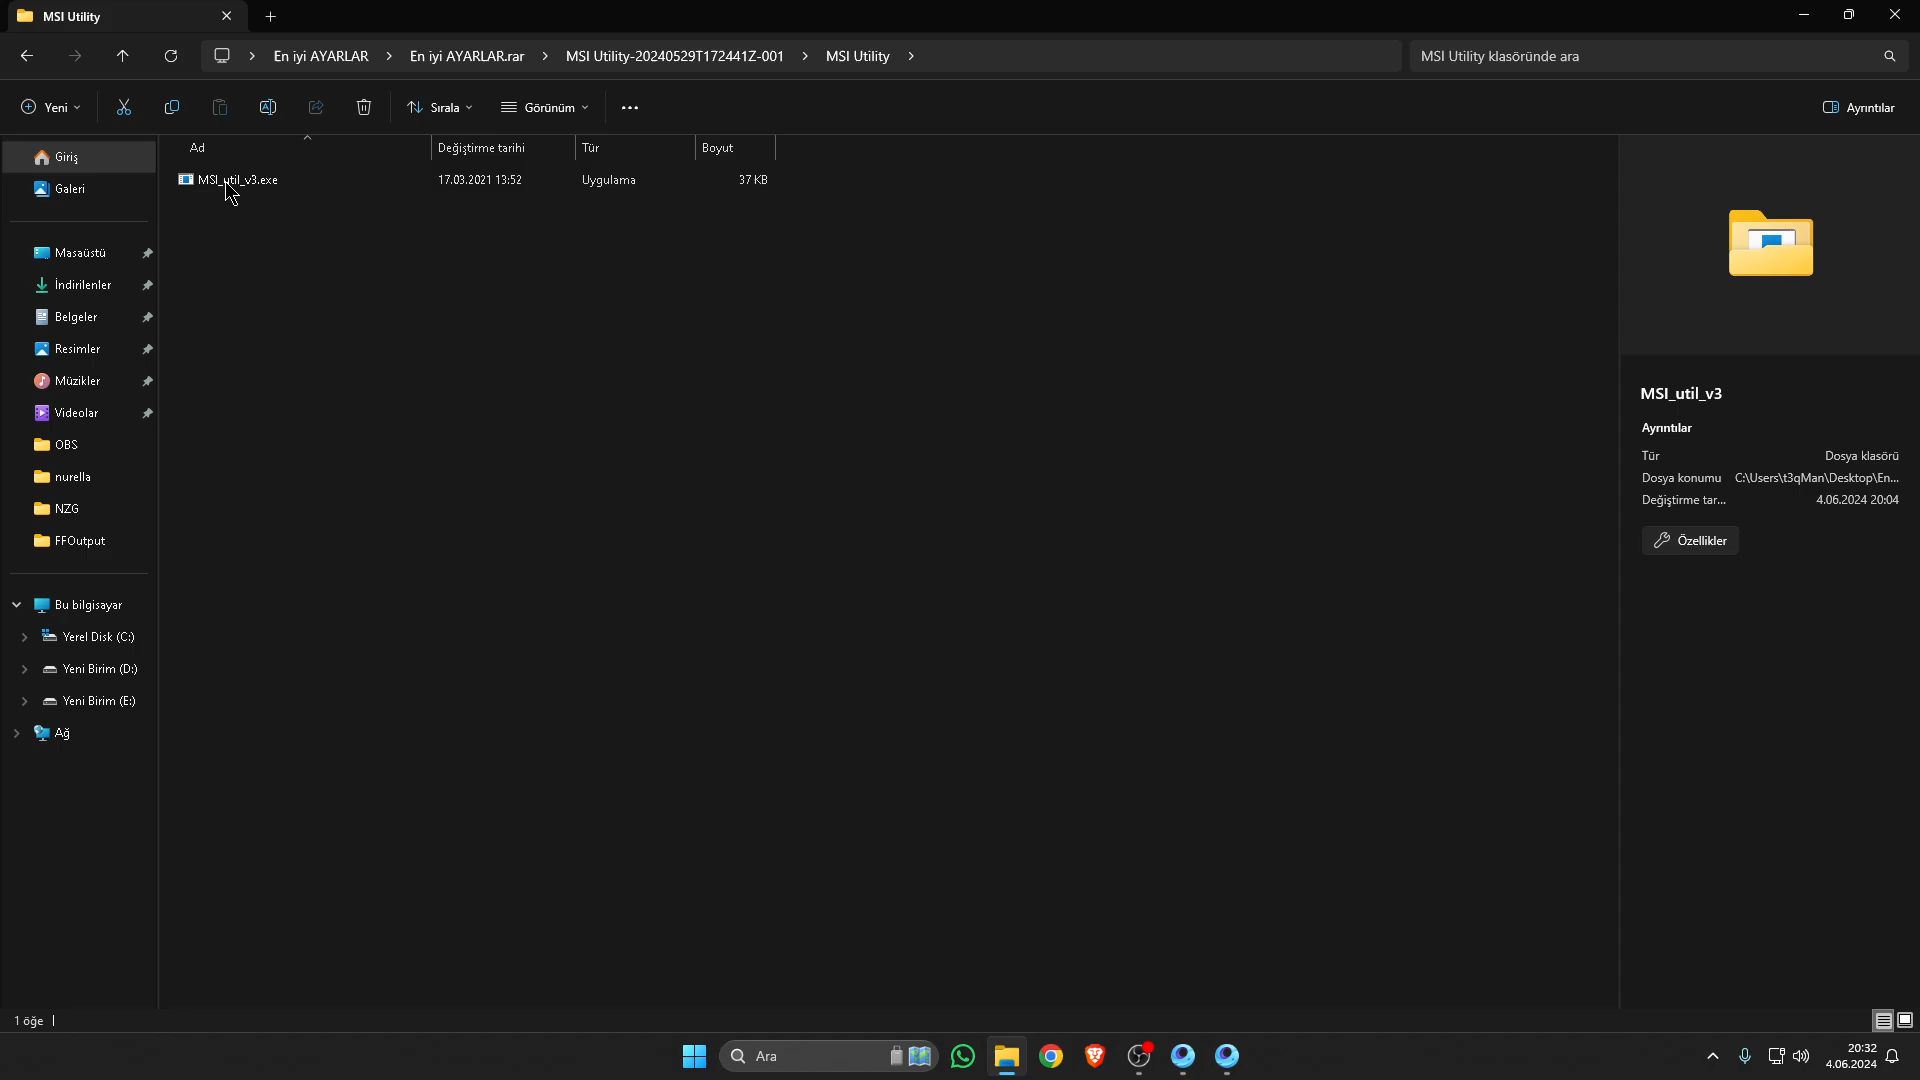 MSI Utility
En iyi AYARLAR
En iyi AYARLAR.rar
MSI Utility-20240529T172441Z-001
MSI Utility
MSI Utility klasöründe ara
Yeni
Sırala
Görünüm
Ayrıntılar
Ad
Değiştirme tarihi
Tür
Boyut
MSI_util_v3.exe
17.03.2021 13:52
Uygulama
37 KB
Giriş
Galeri
Masaüstü
İndirilenler
Belgeler
Resimler
Müzikler
Videolar
OBS
nurella
NZG
FFOutput
Bu bilgisayar
Yerel Disk (C:)
Yeni Birim (D:)
Yeni Birim (E:)
Ağ
MSI_util_v3
Ayrıntılar
Tür Dosya klasörü
Dosya konumu C:\Users\t3qMan\Desktop\En...
Değiştirme tar... 4.06.2024 20:04
Özellikler
1 öğe
Ara
20:32
4.06.2024